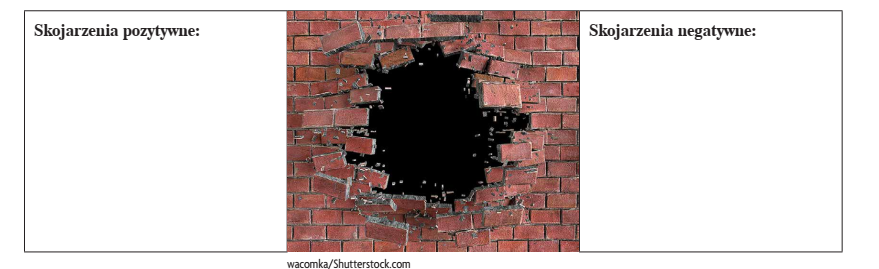 Skojarzenia pozytywne:
Skojarzenia negatywne:
wacomka/Shutterstock.com